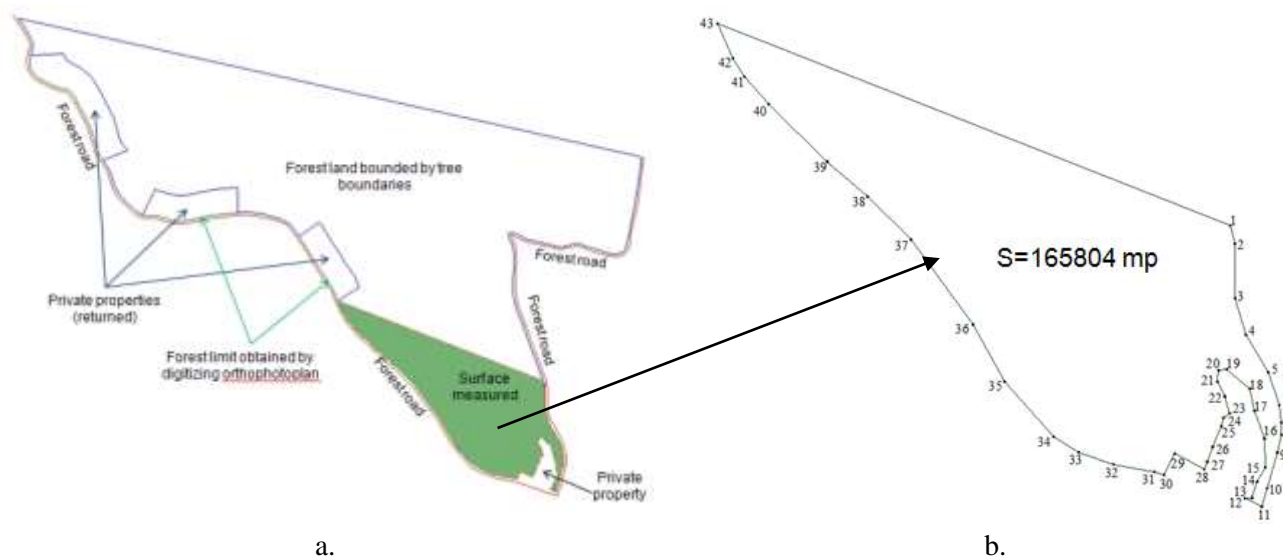 Forest road
Forest land bounded by tree
boundaries
Forest road
Private properties
(returned)
Forest limit obtained by
digitizing orthophotoplan
Forest road
Forest road
Surface
measured
Private
property
a.
43
42
41
40
39
38
37
36
35
34
33
32
31
30
29
28
27
26
25
24
23
22
21
20
19
18
17
16
15
14
13
12
11
10
9
5
4
3
2
1
S=165804 mp
b.